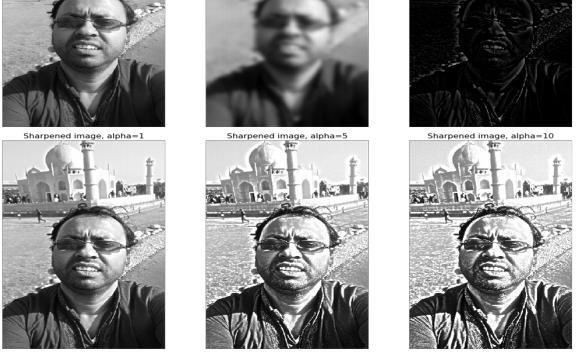 Sharpened image, alpha=1
Sharpened image, alpha=5
Sharpened image, alpha=10